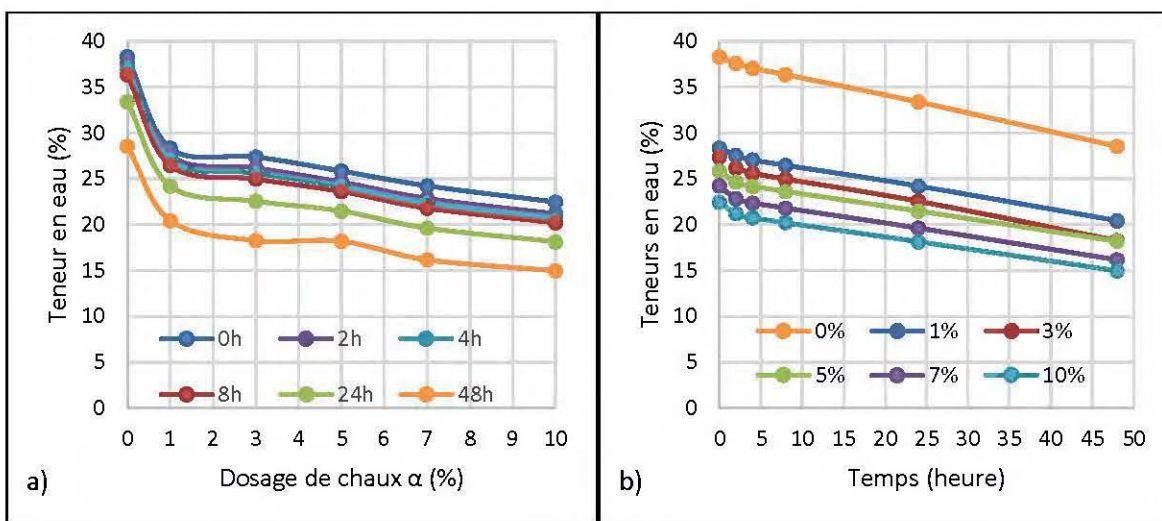 40
35
30
25
20
15
10
5
0
Teneur en eau (%)
0h 2h 4h
8h 24h 48h
0 1 2 3 4 5 6 7 8 9 10
Dosage de chaux α (%)
a)
40
35
30
25
20
15
10
5
0
Teneurs en eau (%)
0% 1% 3%
5% 7% 10%
0 5 10 15 20 25 30 35 40 45 50
Temps (heure)
b)